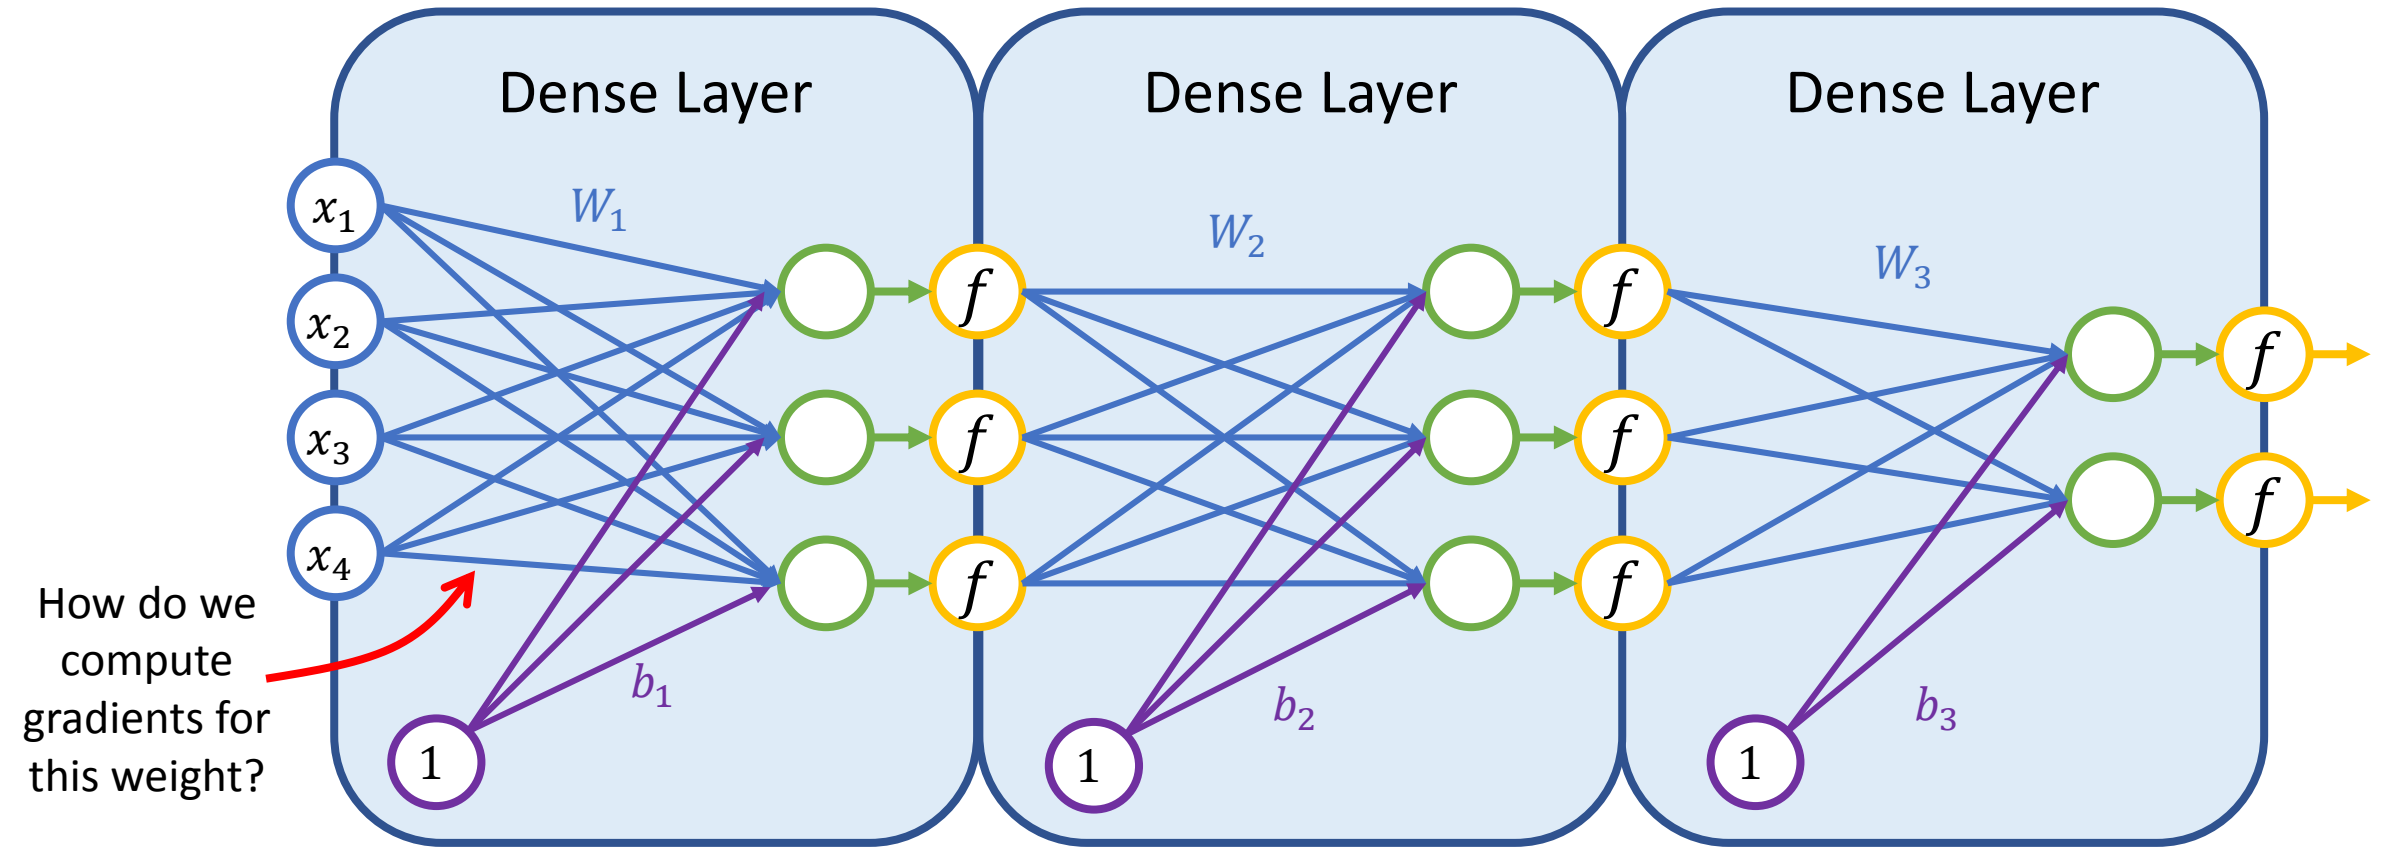 Dense Layer
Dense Layer
Dense Layer
x₁
x₂
x₃
x₄
W₁
W₂
W₃
f
f
f
f
f
f
f
f
How do we
compute
gradients for
this weight?
b₁
b₂
b₃
1
1
1